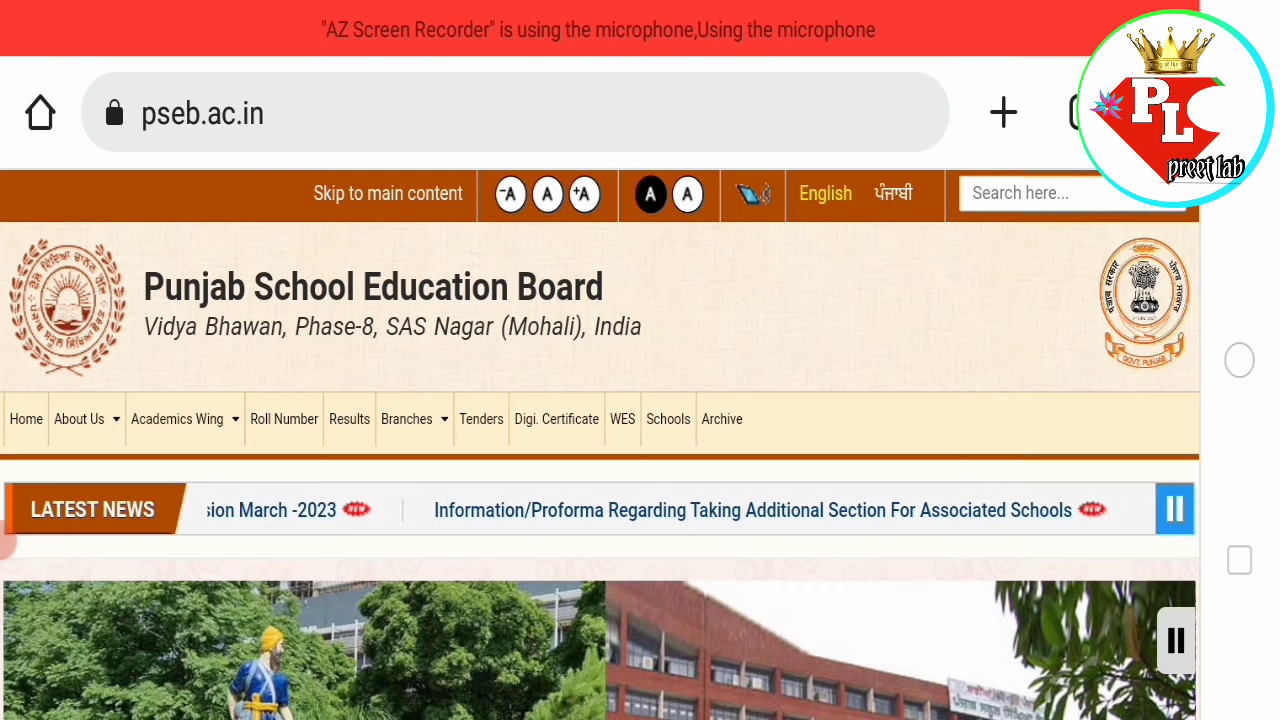 "AZ Screen Recorder" is using the microphone,Using the microphone
pseb.ac.in
PLC
preet lab
Skip to main content
-A A +A
A A
English ਪੰਜਾਬੀ
Search here...
Punjab School Education Board
Vidya Bhawan, Phase-8, SAS Nagar (Mohali), India
GOVT. PUNJAB
Home About Us Academics Wing Roll Number Results Branches Tenders Digi. Certificate WES Schools Archive
LATEST NEWS sion March -2023 Information/Proforma Regarding Taking Additional Section For Associated Schools